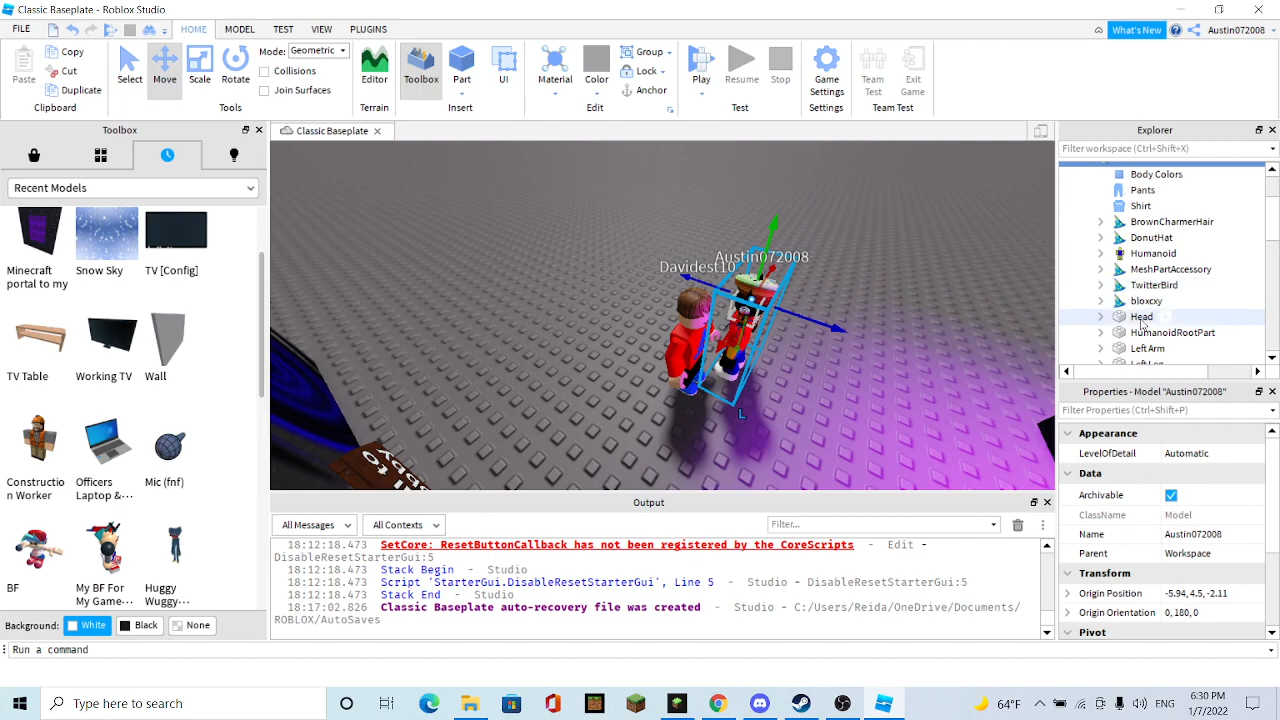 Classic Baseplate - Roblox Studio
FILE HOME MODEL TEST VIEW PLUGINS What's New Austin072008
Paste Copy Cut Duplicate Clipboard
Select Move Scale Rotate Mode: Geometric Collisions Join Surfaces Tools
Editor Terrain
Toolbox Part UI Insert
Material Color Group Lock Anchor Edit
Play Resume Stop Test
Game Settings Settings
Team Test Exit Game Team Test
Toolbox
Recent Models
Minecraft portal to my
Snow Sky
TV [Config]
TV Table
Working TV
Wall
Constructio n Worker
Officers Laptop &...
Mic (fnf)
BF
My BF For My Game...
Huggy Wuggy...
Background: White Black None
Classic Baseplate
Davidest10
Austin072008
L
Output
All Messages All Contexts Filter...
18:12:18.473 SetCore: ResetButtonCallback has not been registered by the CoreScripts - Edit -
DisableResetStarterGui:5
18:12:18.473 Stack Begin - Studio
18:12:18.473 Script 'StarterGui.DisableResetStarterGui', Line 5 - Studio - DisableResetStarterGui:5
18:12:18.473 Stack End - Studio
18:17:02.826 Classic Baseplate auto-recovery file was created - Studio - C:/Users/Reida/OneDrive/Documents/
ROBLOX/AutoSaves
Explorer
Filter workspace (Ctrl+Shift+X)
Body Colors
Pants
Shirt
BrownCharmerHair
DonutHat
Humanoid
MeshPartAccessory
TwitterBird
bloxcxy
Head
HumanoidRootPart
Left Arm
Properties - Model "Austin072008"
Filter Properties (Ctrl+Shift+P)
Appearance
LevelOfDetail Automatic
Data
Archivable
ClassName Model
Name Austin072008
Parent Workspace
Transform
Origin Position -5.94, 4.5, -2.11
Origin Orientation 0, 180, 0
Pivot
Run a command
Type here to search
64°F ENG 6:30 PM
1/7/2022